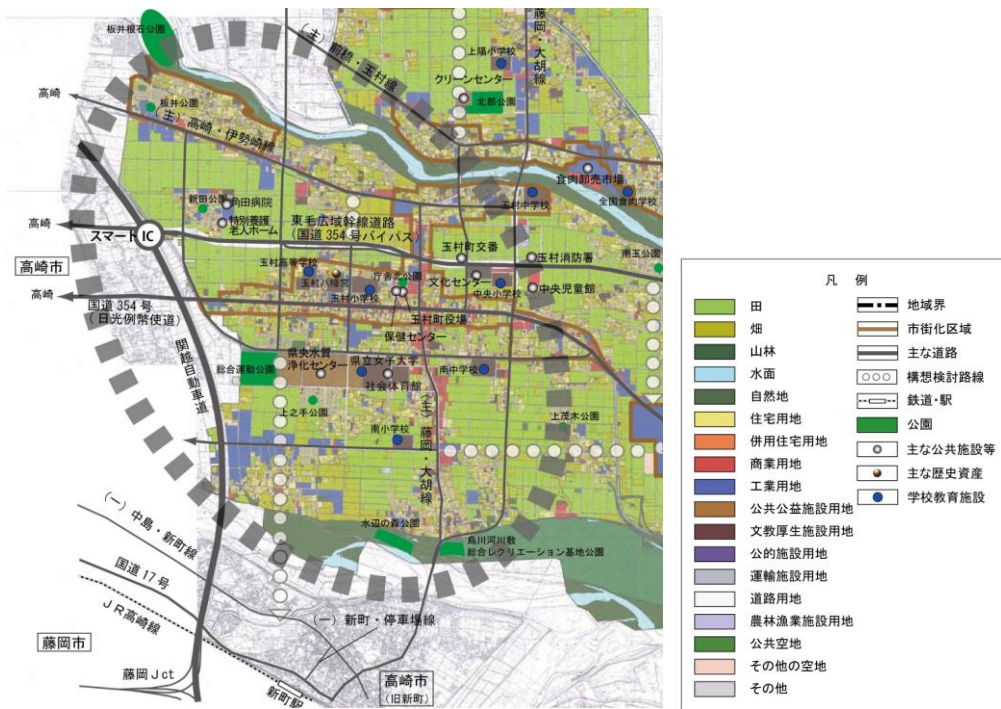 板井根石公園
(主)前橋・玉村線
藤岡・大胡線
上陽小学校
クリーンセンター
北部公園
高崎
板井公園
(主)高崎・伊勢崎線
食肉卸売市場
全国食肉学校
玉村中学校
新田公園
角田病院
特別養護
老人ホーム
東毛広域幹線道路
(国道354号バイパス)
高崎
スマートIC
玉村町交番
玉村消防署
南玉公園
高崎市
玉村高等学校
玉村八幡宮
庁舎北公園
文化センター
玉村小学校
中央小学校
中央児童館
高崎
国道354号
(日光例幣使道)
玉村町役場
保健センター
関越自動車道
県央水質
浄化センター
県立女子大学
総合運動公園
社会体育館
南中学校
上之手公園
(主)藤岡・大胡線
上茂木公園
南小学校
水辺の森公園
烏川河川敷
総合レクリエーション基地公園
(一)中島・新町線
国道17号
JR高崎線
(一)新町・停車場線
藤岡市
藤岡Jct
新町駅
高崎市
(旧新町)
凡 例
田
畑
山林
水面
自然地
住宅用地
併用住宅用地
商業用地
工業用地
公共公益施設用地
文教厚生施設用地
公的施設用地
運輸施設用地
道路用地
農林漁業施設用地
公共空地
その他の空地
その他
地域界
市街化区域
主な道路
構想検討路線
鉄道・駅
公園
主な公共施設等
主な歴史資産
学校教育施設